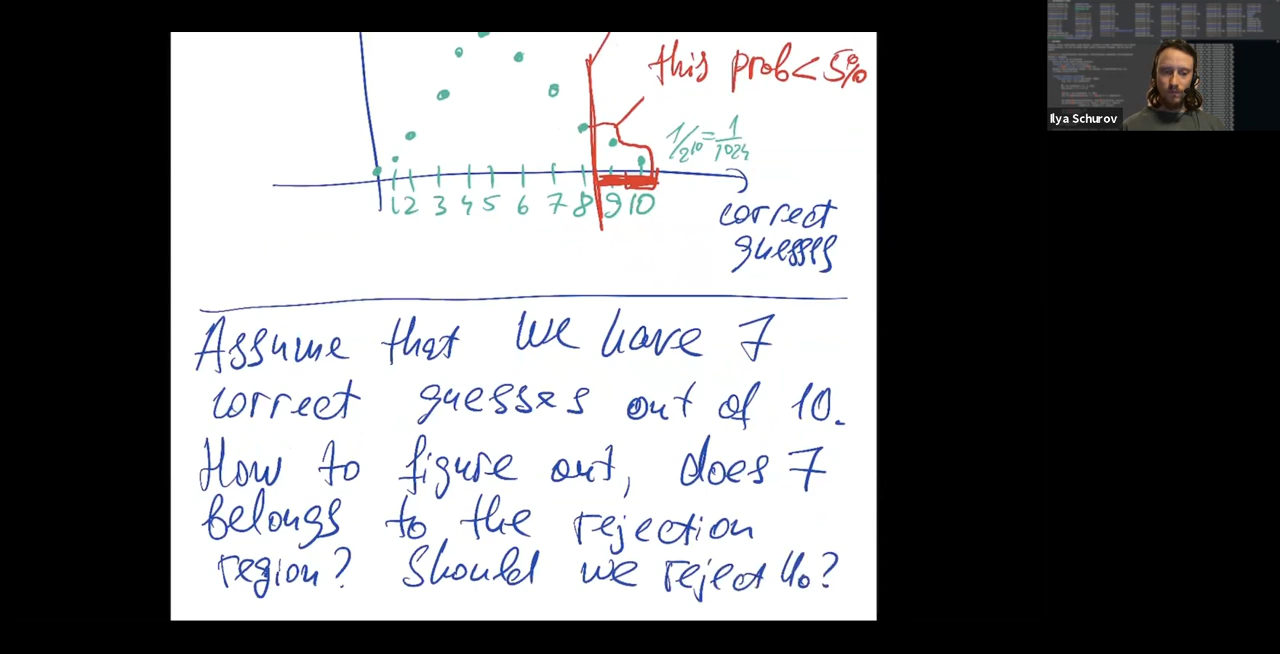 this prob < 5%
1/2^10 = 1/1024
1 2 3 4 5 6 7 8 9 10
correct
guesses
Assume that we have 7
correct guesses out of 10.
How to figure out, does 7
belongs to the rejection
region? Should we reject H₀?
Ilya Schurov